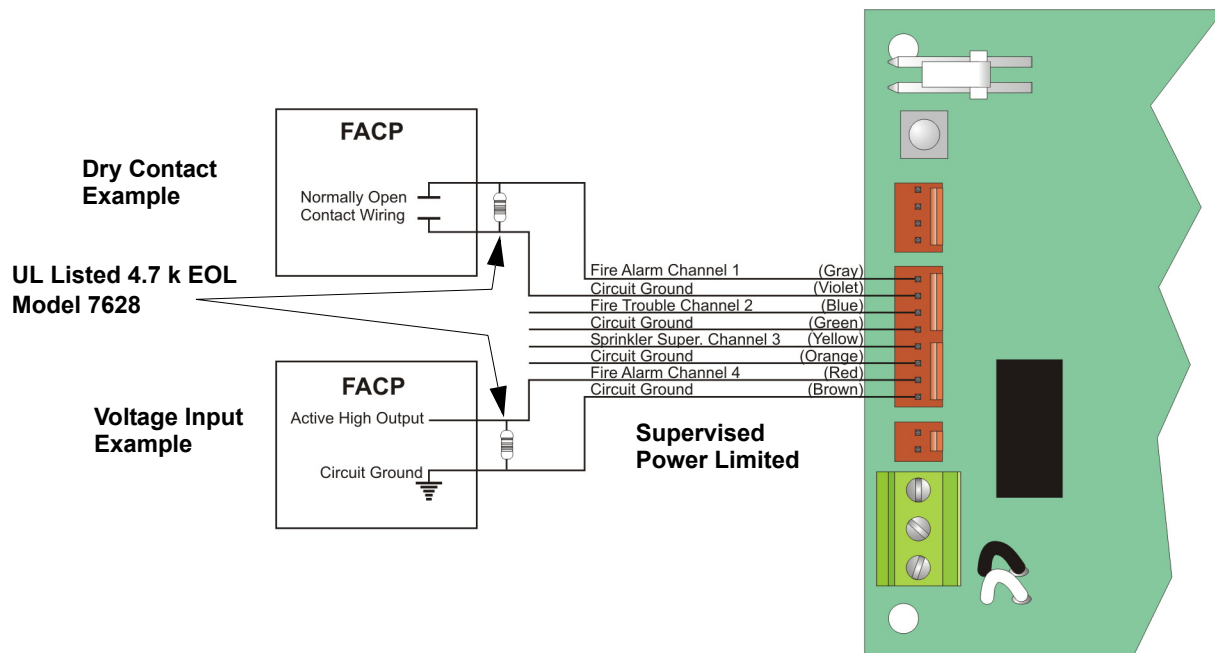 FACP
Dry Contact
Example
Normally Open
Contact Wiring
UL Listed 4.7 k EOL
Model 7628
Fire Alarm Channel 1 (Gray)
Circuit Ground (Violet)
Fire Trouble Channel 2 (Blue)
Circuit Ground (Green)
Sprinkler Super. Channel 3 (Yellow)
Circuit Ground (Orange)
Fire Alarm Channel 4 (Red)
Circuit Ground (Brown)
FACP
Voltage Input
Example
Active High Output
Circuit Ground
Supervised
Power Limited